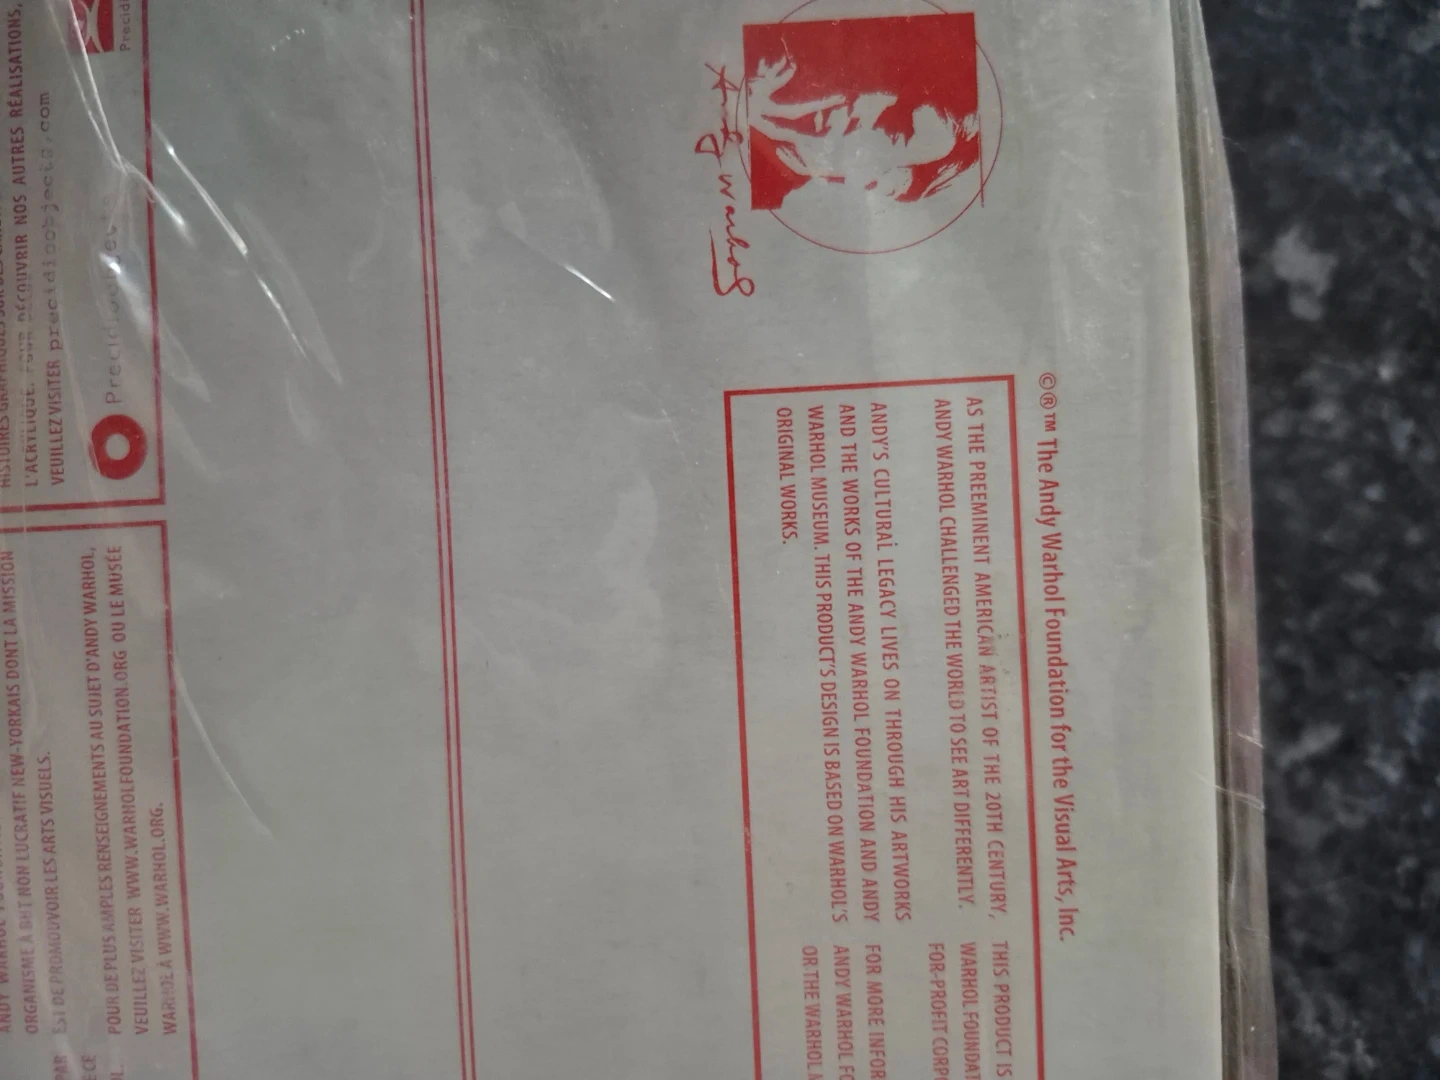 Andy Warhol
©®™ The Andy Warhol Foundation for the Visual Arts, Inc.
AS THE PREEMINENT AMERICAN ARTIST OF THE 20TH CENTURY,
ANDY WARHOL CHALLENGED THE WORLD TO SEE ART DIFFERENTLY.
ANDY'S CULTURAL LEGACY LIVES ON THROUGH HIS ARTWORKS
AND THE WORKS OF THE ANDY WARHOL FOUNDATION AND ANDY
WARHOL MUSEUM. THIS PRODUCT'S DESIGN IS BASED ON WARHOL'S
ORIGINAL WORKS.
THIS PRODUCT IS
WARHOL FOUNDAT
FOR-PROFIT CORP
FOR MORE INFOR
ANDY WARHOL FO
OR THE WARHOL M
L'ACRYLIQUE. POUR DÉCOUVRIR NOS AUTRES RÉALISATIONS,
VEUILLEZ VISITER precidioobjects.com
Precidio objects
Precidi
ANDY WARHOL
ORGANISME À BUT NON LUCRATIF NEW-YORKAIS DONT LA MISSION
EST DE PROMOUVOIR LES ARTS VISUELS.
POUR DE PLUS AMPLES RENSEIGNEMENTS AU SUJET D'ANDY WARHOL,
VEUILLEZ VISITER WWW.WARHOLFOUNDATION.ORG OU LE MUSÉE
WARHOL À WWW.WARHOL.ORG.
PAR